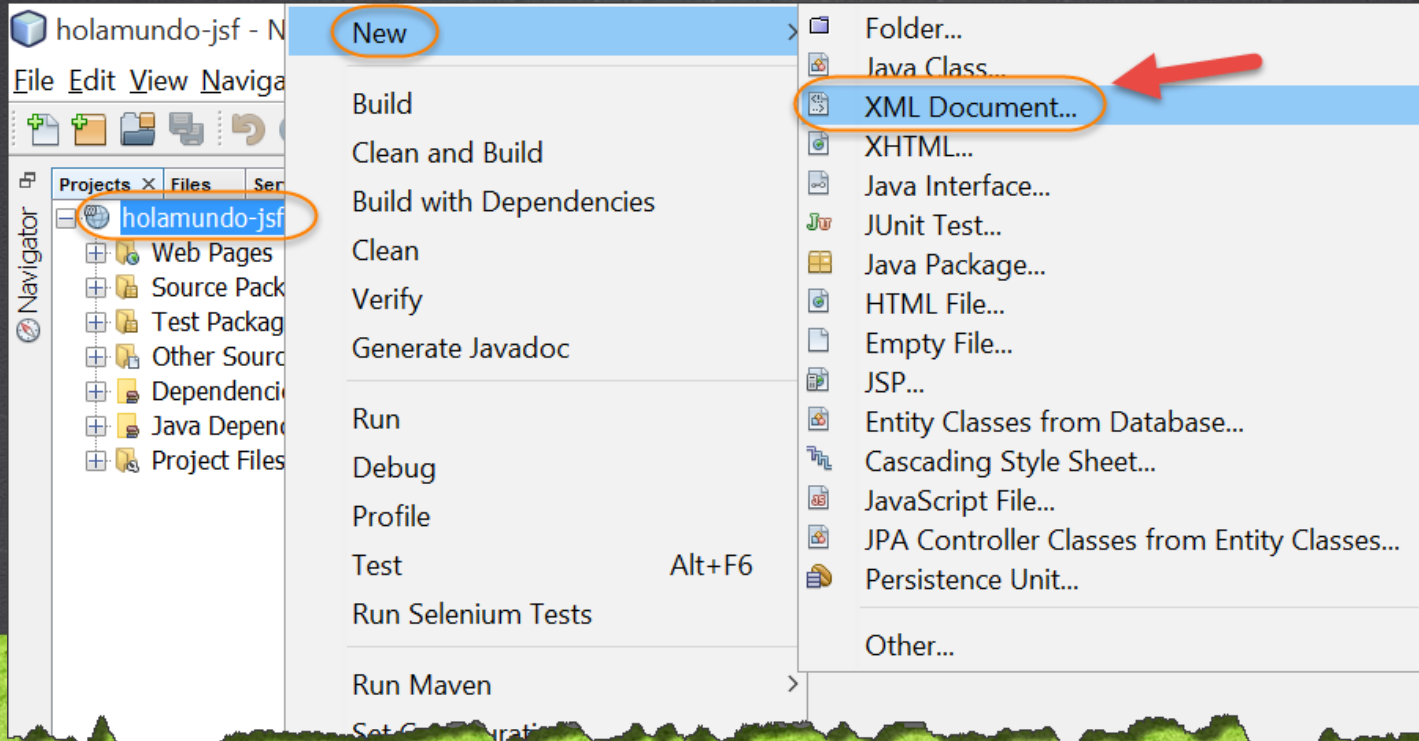 holamundo-jsf - N
File Edit View Naviga
Projects × Files Ser
Navigator
holamundo-jsf
Web Pages
Source Pack
Test Packag
Other Sourc
Dependenci
Java Depend
Project Files
New
Build
Clean and Build
Build with Dependencies
Clean
Verify
Generate Javadoc
Run
Debug
Profile
Test Alt+F6
Run Selenium Tests
Run Maven
Folder...
Java Class...
XML Document...
XHTML...
Java Interface...
JUnit Test...
Java Package...
HTML File...
Empty File...
JSP...
Entity Classes from Database...
Cascading Style Sheet...
JavaScript File...
JPA Controller Classes from Entity Classes...
Persistence Unit...
Other...